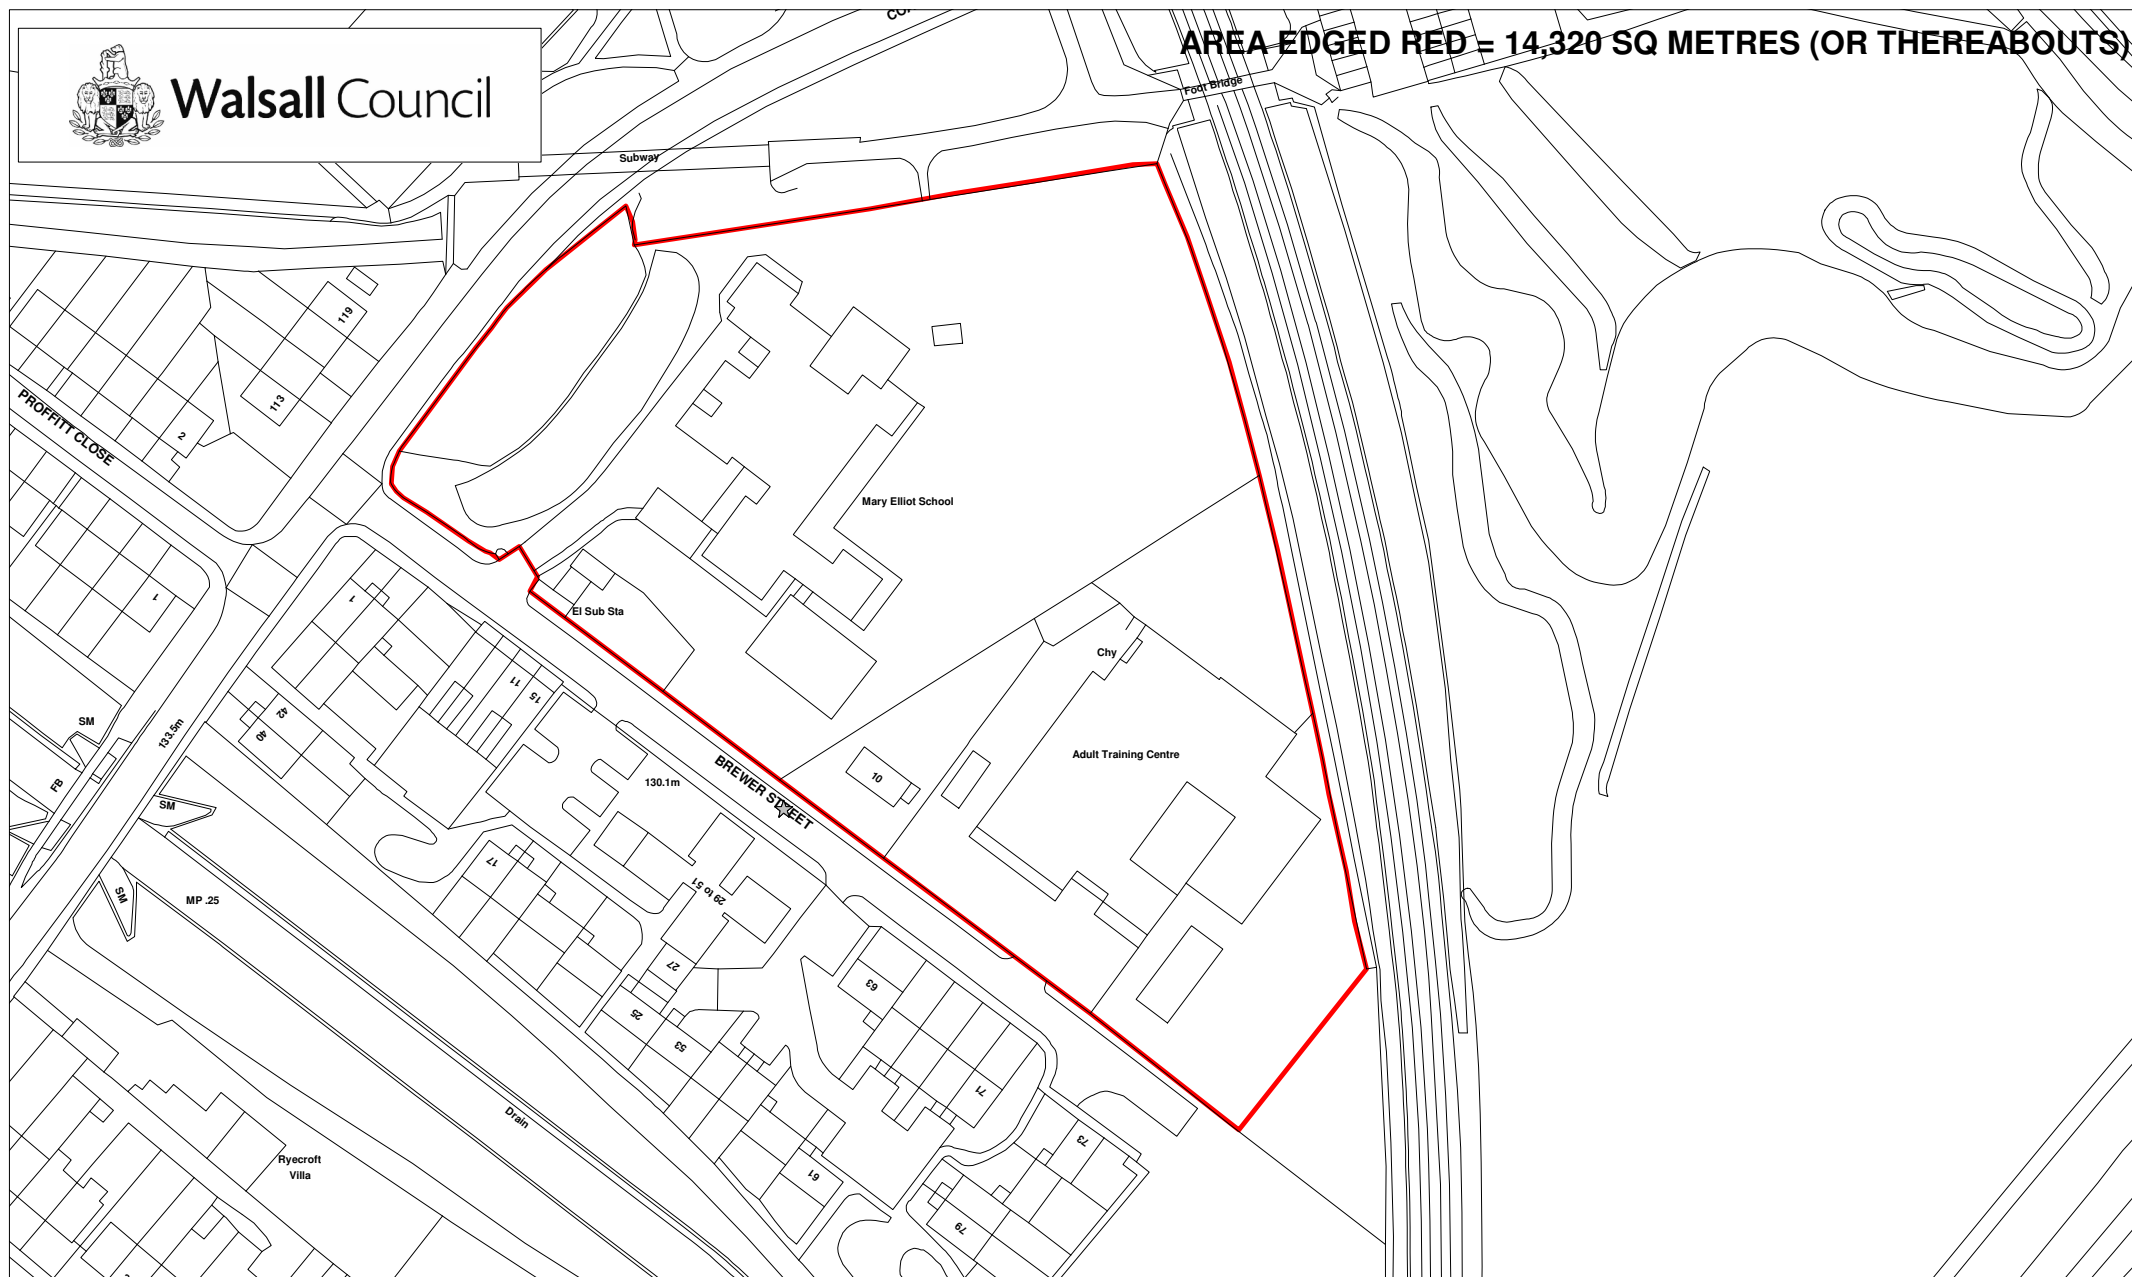 Walsall Council
AREA EDGED RED = 14,320 SQ METRES (OR THEREABOUTS)
Foot Bridge
Subway
119
113
2
PROFFITT CLOSE
Mary Elliot School
1
1
El Sub Sta
Chy
11
15
42
40
SM
133.5m
FB
SM
SM
MP .25
BREWER STREET
130.1m
10
Adult Training Centre
17
29 to 51
27
25
53
63
71
73
61
79
Drain
Ryecroft
Villa